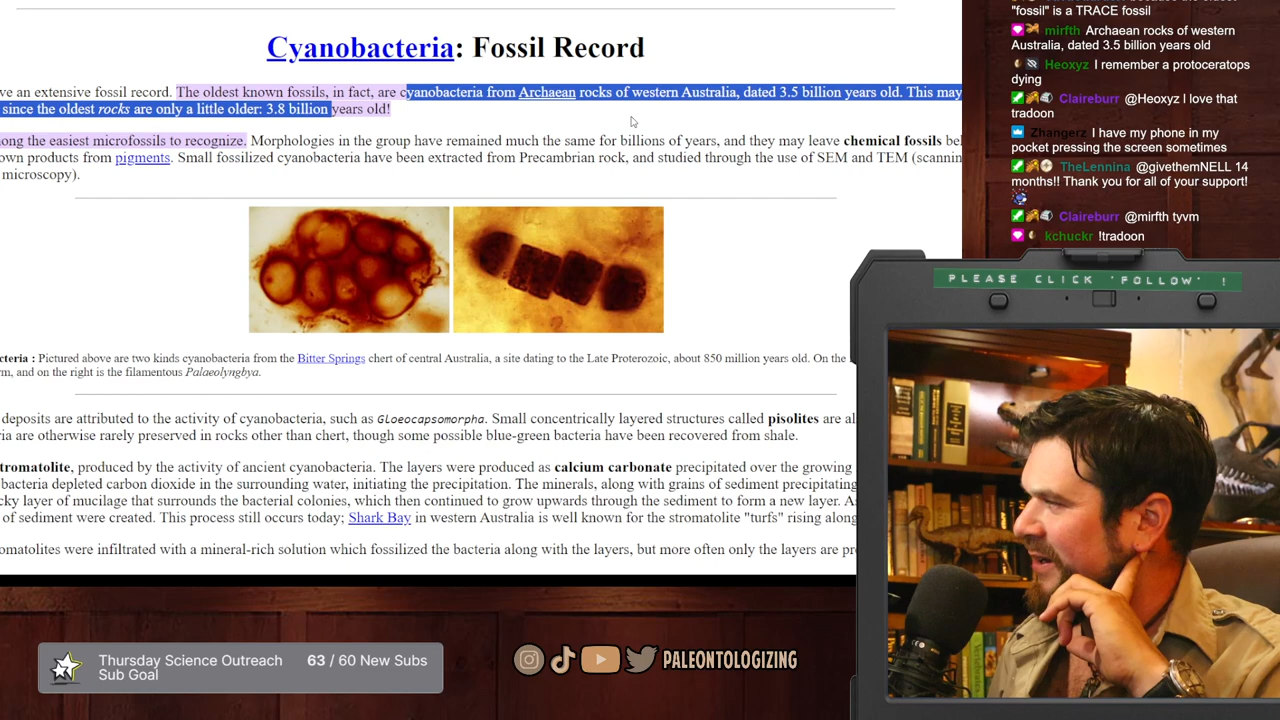 Cyanobacteria: Fossil Record
ve an extensive fossil record. The oldest known fossils, in fact, are cyanobacteria from Archaean rocks of western Australia, dated 3.5 billion years old. This may
since the oldest rocks are only a little older: 3.8 billion years old!
ong the easiest microfossils to recognize. Morphologies in the group have remained much the same for billions of years, and they may leave chemical fossils be
own products from pigments. Small fossilized cyanobacteria have been extracted from Precambrian rock, and studied through the use of SEM and TEM (scannin
microscopy).
cteria : Pictured above are two kinds cyanobacteria from the Bitter Springs chert of central Australia, a site dating to the Late Proterozoic, about 850 million years old. On the
rm, and on the right is the filamentous Palaeolyngbya.
deposits are attributed to the activity of cyanobacteria, such as Gloeocapsomorpha. Small concentrically layered structures called pisolites are al
ria are otherwise rarely preserved in rocks other than chert, though some possible blue-green bacteria have been recovered from shale.
tromatolite, produced by the activity of ancient cyanobacteria. The layers were produced as calcium carbonate precipitated over the growing
bacteria depleted carbon dioxide in the surrounding water, initiating the precipitation. The minerals, along with grains of sediment precipitating
cky layer of mucilage that surrounds the bacterial colonies, which then continued to grow upwards through the sediment to form a new layer. As
of sediment were created. This process still occurs today; Shark Bay in western Australia is well known for the stromatolite "turfs" rising along
omatolites were infiltrated with a mineral-rich solution which fossilized the bacteria along with the layers, but more often only the layers are pre
"fossil" is a TRACE fossil
mirfth Archaean rocks of western
Australia, dated 3.5 billion years old
Heoxyz I remember a protoceratops
dying
Claireburr @Heoxyz I love that
tradoon
Zhangerz I have my phone in my
pocket pressing the screen sometimes
TheLennina @givethemNELL 14
months!! Thank you for all of your support!
Claireburr @mirfth tyvm
kchuckr !tradoon
PLEASE CLICK 'FOLLOW' !
Thursday Science Outreach
Sub Goal
63 / 60 New Subs
PALEONTOLOGIZING